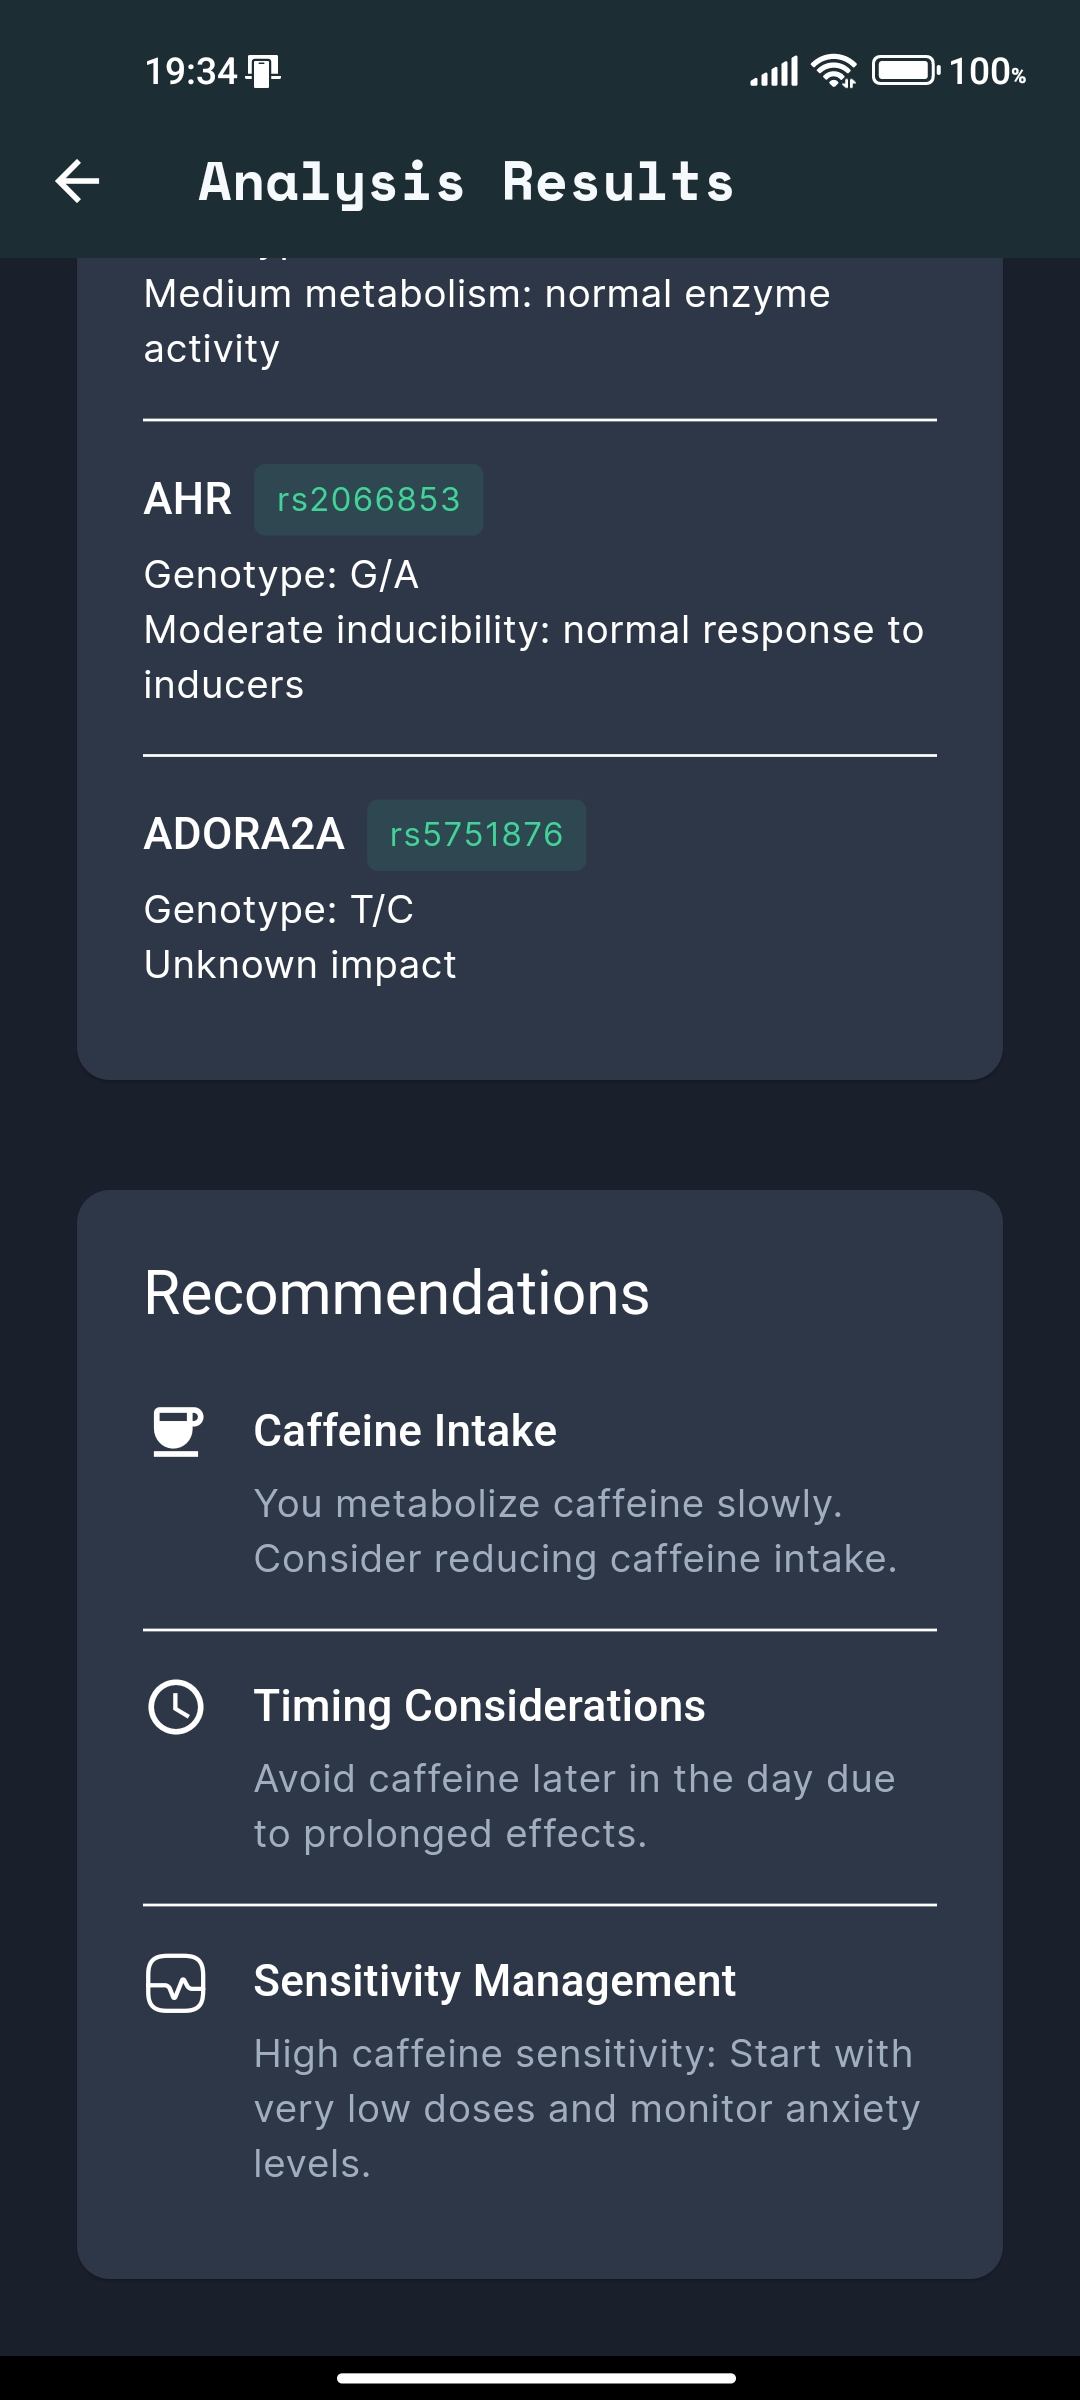 19:34
100%
Analysis Results
Medium metabolism: normal enzyme
activity
AHR rs2066853
Genotype: G/A
Moderate inducibility: normal response to
inducers
ADORA2A rs5751876
Genotype: T/C
Unknown impact
Recommendations
Caffeine Intake
You metabolize caffeine slowly.
Consider reducing caffeine intake.
Timing Considerations
Avoid caffeine later in the day due
to prolonged effects.
Sensitivity Management
High caffeine sensitivity: Start with
very low doses and monitor anxiety
levels.